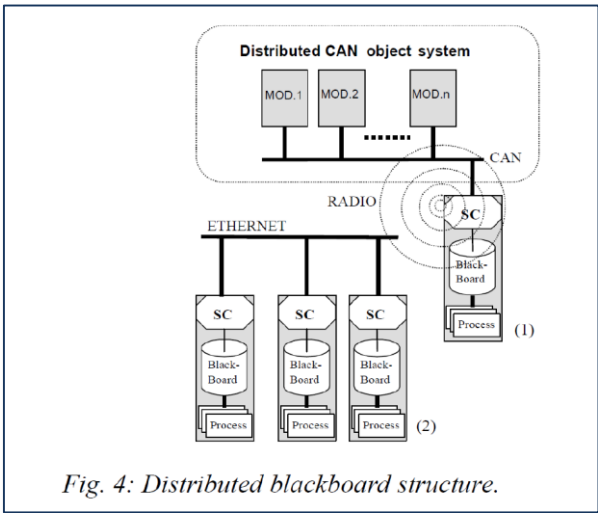 Distributed CAN object system
MOD.1 MOD.2 MOD.n
CAN
RADIO
SC
ETHERNET
Black-
Board
Process
(1)
SC SC SC
Black- Black- Black-
Board Board Board
Process Process Process
(2)
Fig. 4: Distributed blackboard structure.